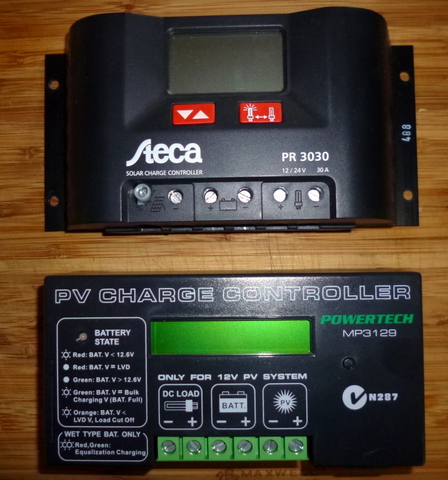 Steca
PR 3030
SOLAR CHARGE CONTROLLER
12 / 24 V 30 A
488
+ − + − + −
PV CHARGE CONTROLLER
POWERTECH
MP3129
BATTERY
STATE
Red: BAT. V < 12.6V
Red: BAT. V = LVD
Green: BAT. V > 12.6V
Green: BAT. V = Bulk
Charging V (BAT. Full)
Orange: BAT. V <
LVD V, Load Cut Off
WET TYPE BAT. ONLY
Red,Green:
Equalization Charging
ONLY FOR 12V PV SYSTEM
DC LOAD
BATT.
PV
− + − + − +
N287